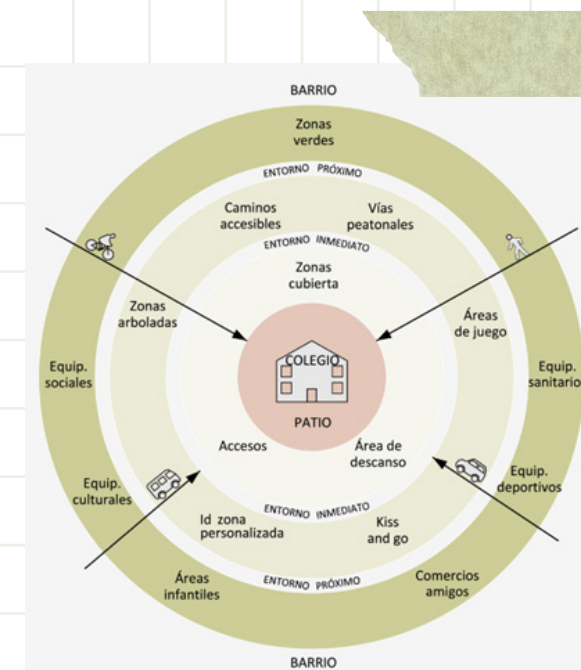 BARRIO
Zonas
verdes
ENTORNO PRÓXIMO
Caminos
accesibles
Vías
peatonales
ENTORNO INMEDIATO
Zonas
cubierta
Zonas
arboladas
Áreas
de juego
COLEGIO
Equip.
sociales
Equip.
sanitario
PATIO
Accesos
Área de
descanso
Equip.
culturales
Equip.
deportivos
ENTORNO INMEDIATO
Id zona
personalizada
Kiss
and go
ENTORNO PRÓXIMO
Áreas
infantiles
Comercios
amigos
BARRIO